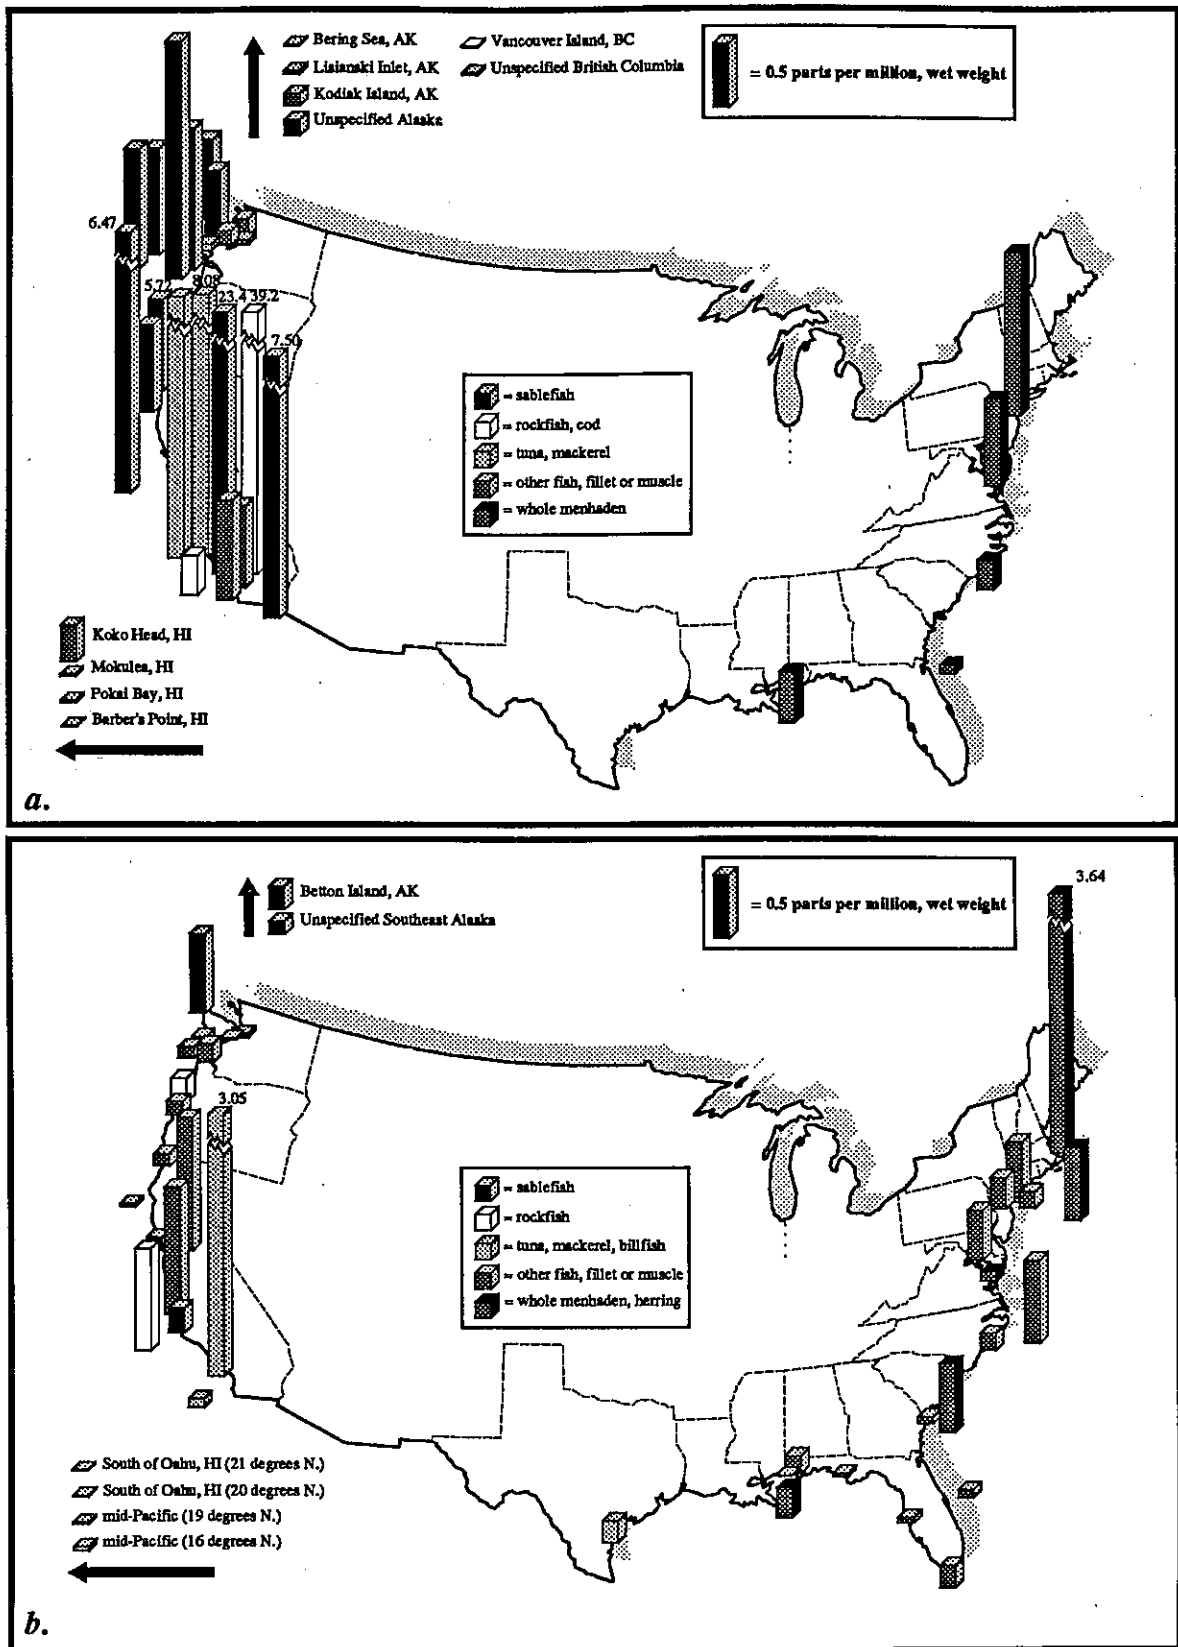 Bering Sea, AK
Lisianski Inlet, AK
Kodiak Island, AK
Unspecified Alaska
Vancouver Island, BC
Unspecified British Columbia
= 0.5 parts per million, wet weight
6.47
5.72
8.08
23.4
39.2
7.50
= sablefish
= rockfish, cod
= tuna, mackerel
= other fish, fillet or muscle
= whole menhaden
Koko Head, HI
Mokulea, HI
Pokai Bay, HI
Barber's Point, HI
a.
Betton Island, AK
Unspecified Southeast Alaska
= 0.5 parts per million, wet weight
3.64
3.05
= sablefish
= rockfish
= tuna, mackerel, billfish
= other fish, fillet or muscle
= whole menhaden, herring
South of Oahu, HI (21 degrees N.)
South of Oahu, HI (20 degrees N.)
mid-Pacific (19 degrees N.)
mid-Pacific (16 degrees N.)
b.